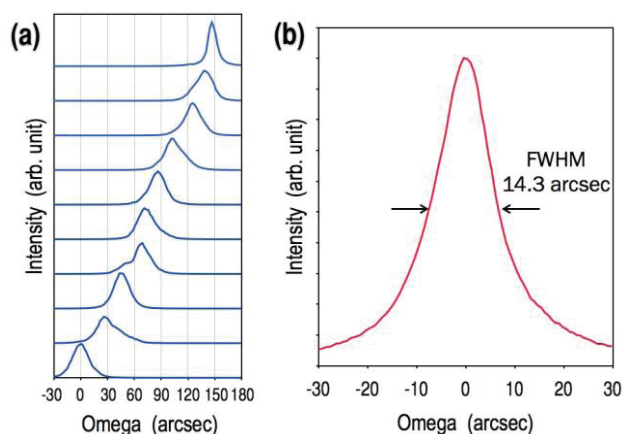 (a)
Intensity (arb. unit)
-30 0 30 60 90 120 150 180
Omega (arcsec)
(b)
Intensity (arb. unit)
FWHM
14.3 arcsec
-30 -20 -10 0 10 20 30
Omega (arcsec)